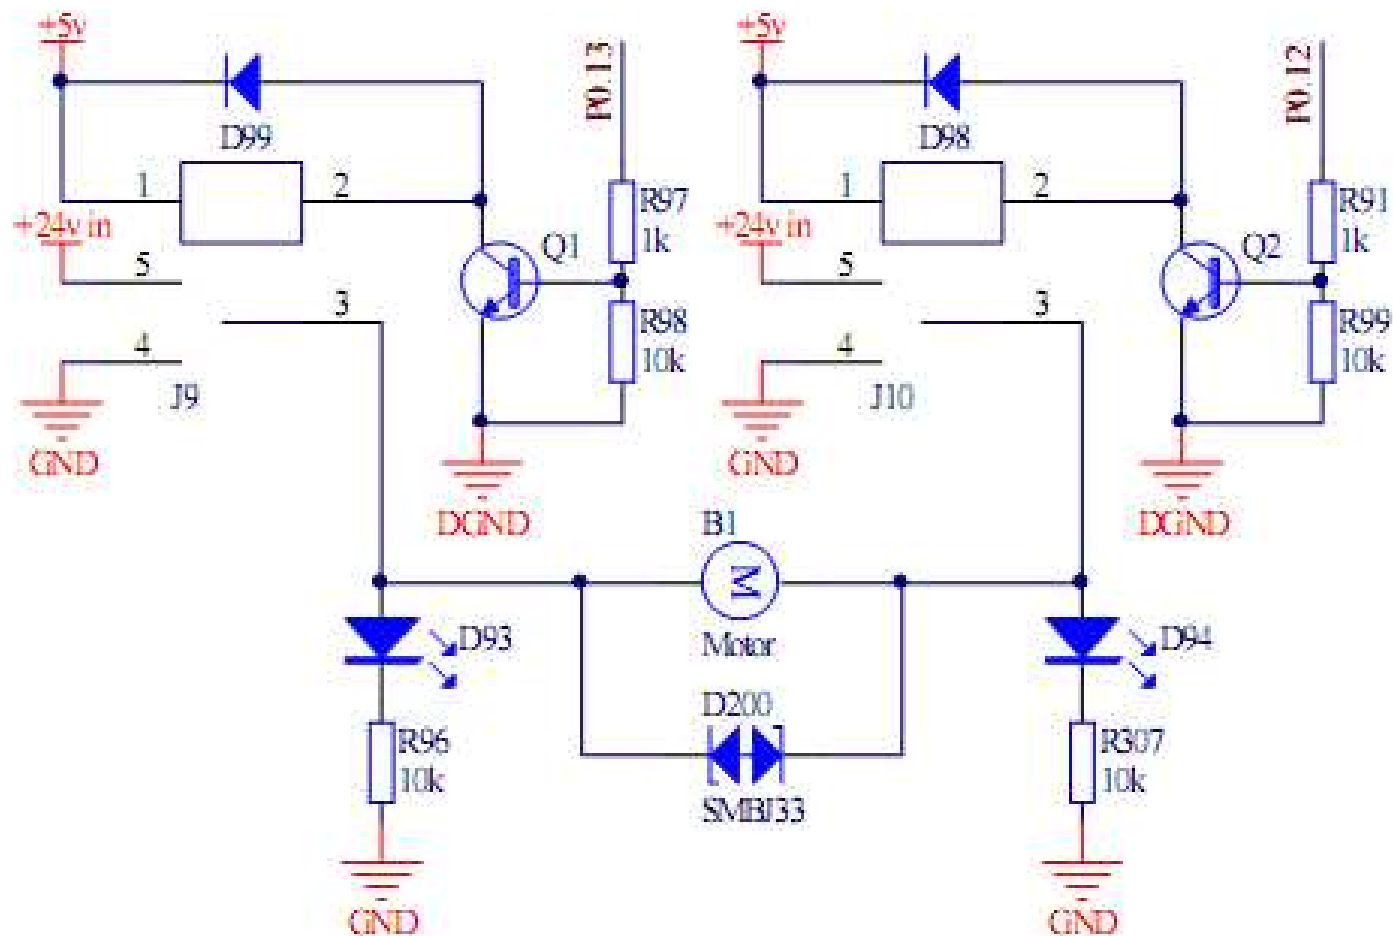 +5v
D99
1
2
+24v in
5
3
4
J9
GND
Q1
P0.13
R97
1k
R98
10k
DGND
+5v
D98
1
2
+24v in
5
3
4
J10
GND
Q2
P0.12
R91
1k
R99
10k
DGND
B1
M
Motor
D93
D94
D200
SMBJ33
R96
10k
GND
R307
10k
GND